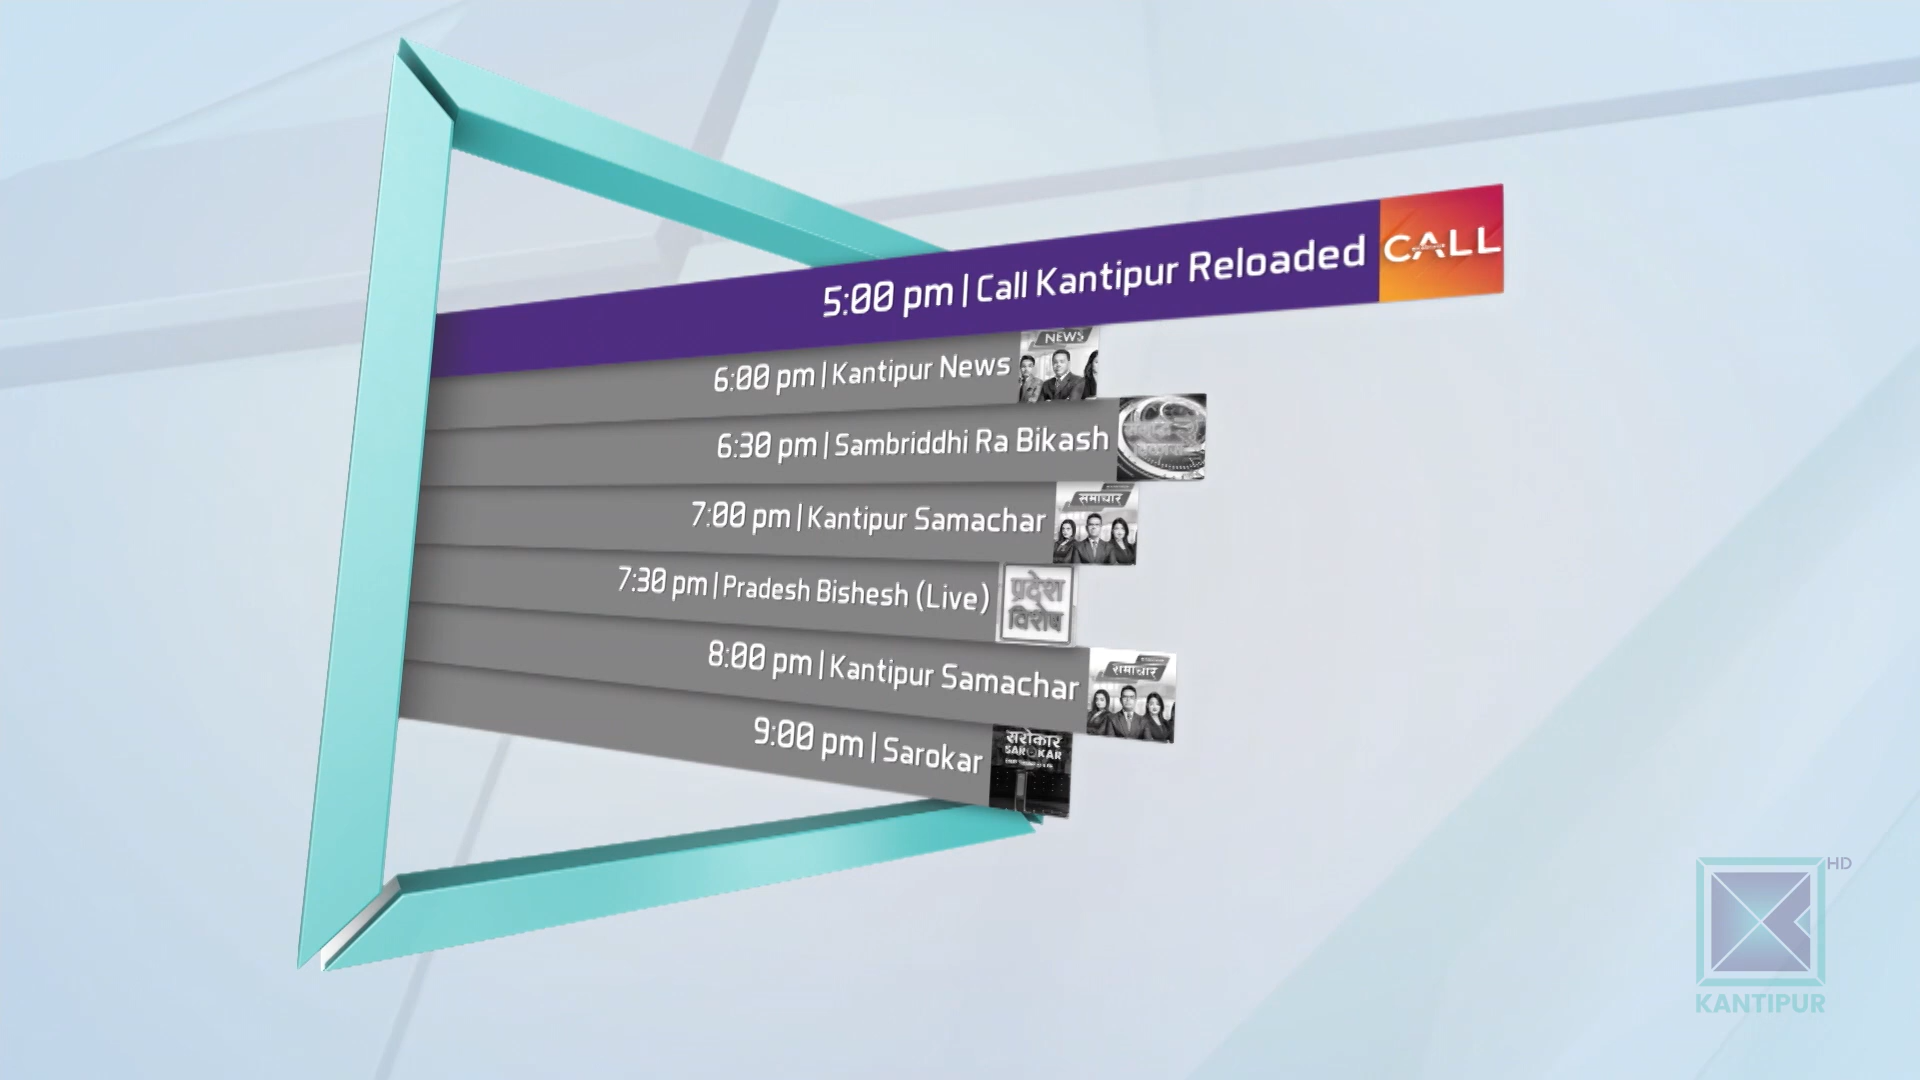 5:00 pm | Call Kantipur Reloaded
CALL
6:00 pm | Kantipur News
NEWS
6:30 pm | Sambriddhi Ra Bikash
7:00 pm | Kantipur Samachar
समाचार
7:30 pm | Pradesh Bishesh (Live)
प्रदेश
विशेष
8:00 pm | Kantipur Samachar
समाचार
9:00 pm | Sarokar
सरोकार
SAROKAR
HD
KANTIPUR